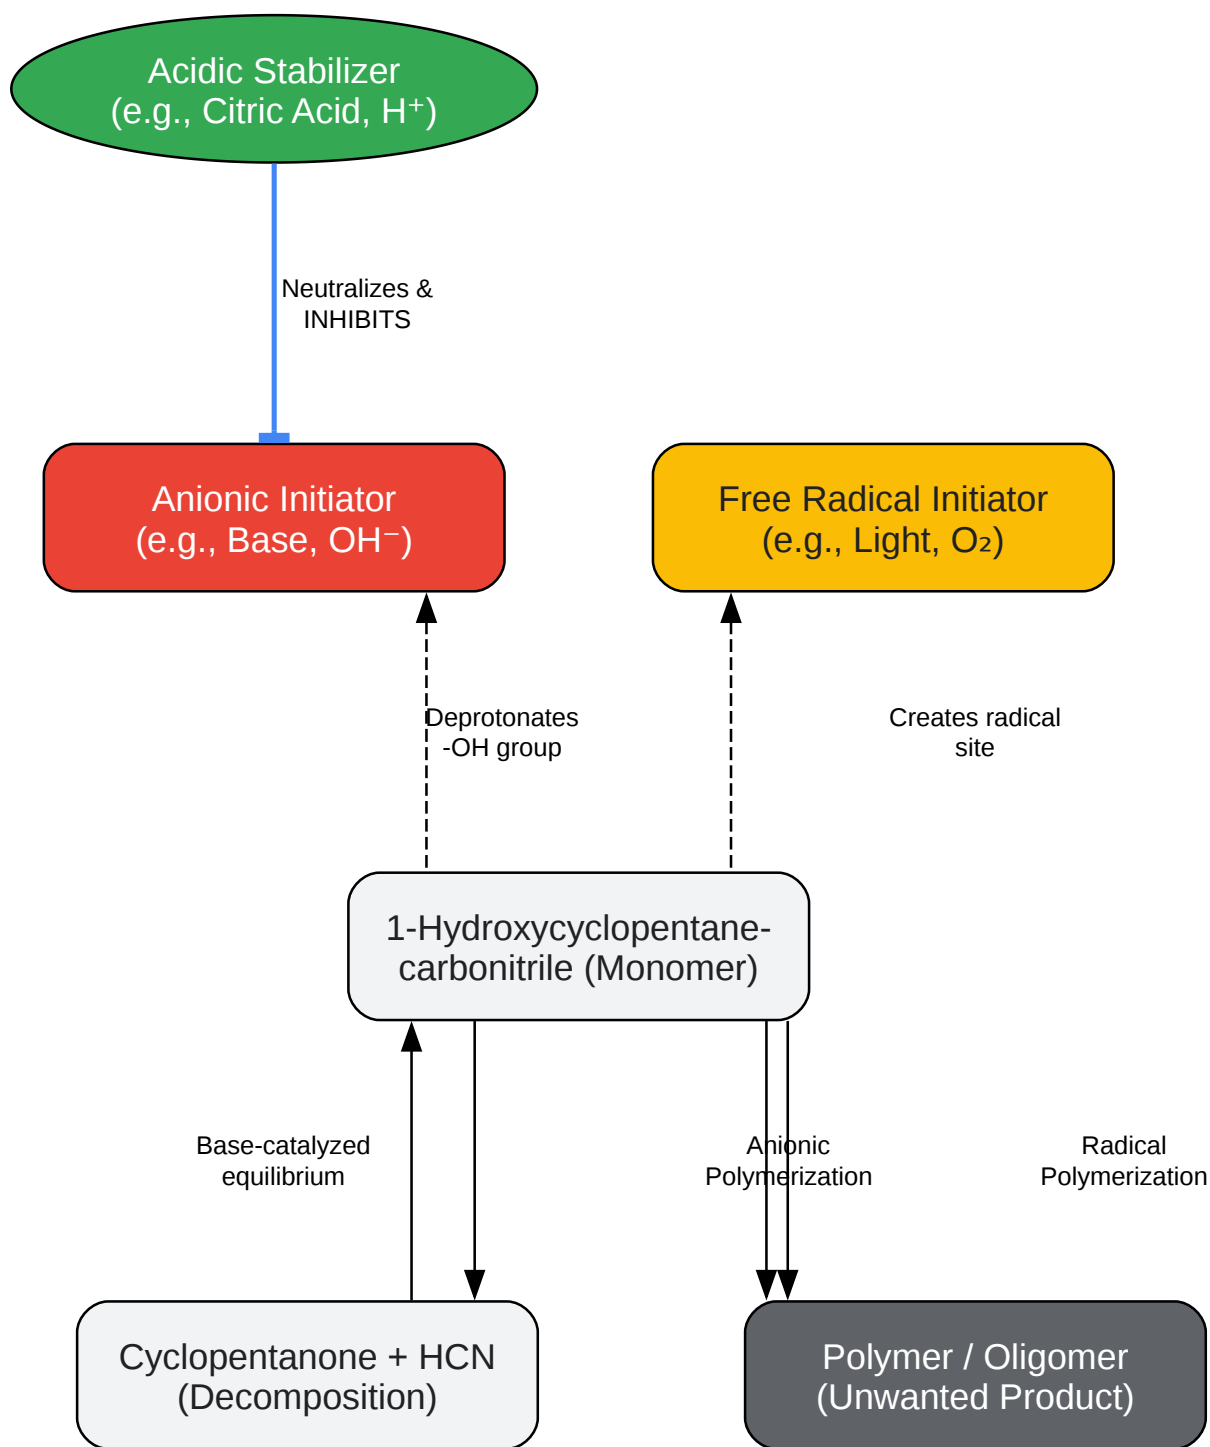 Acidic Stabilizer
(e.g., Citric Acid, H⁺)
Neutralizes &
INHIBITS
Anionic Initiator
(e.g., Base, OH⁻)
Free Radical Initiator
(e.g., Light, O₂)
Deprotonates
-OH group
Creates radical
site
1-Hydroxycyclopentane-
carbonitrile (Monomer)
Base-catalyzed
equilibrium
Anionic
Polymerization
Radical
Polymerization
Cyclopentanone + HCN
(Decomposition)
Polymer / Oligomer
(Unwanted Product)